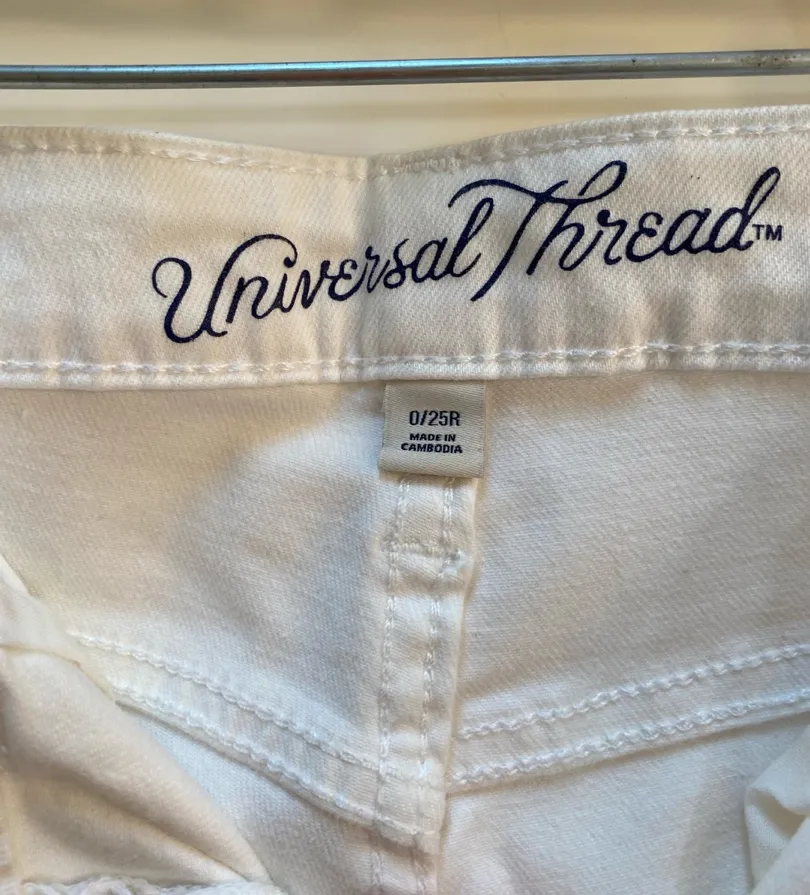 Universal Thread™
0/25R
MADE IN
CAMBODIA